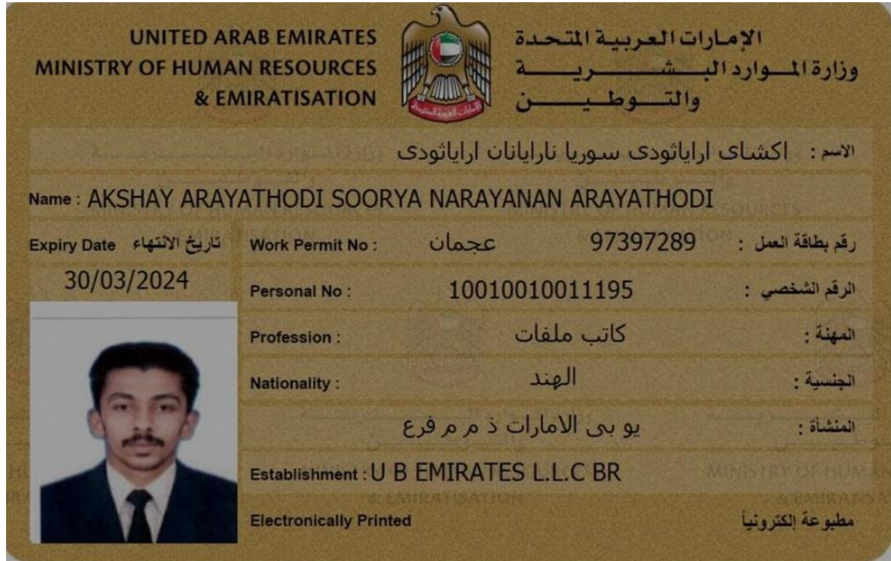 UNITED ARAB EMIRATES
MINISTRY OF HUMAN RESOURCES
& EMIRATISATION
الإمارات العربية المتحدة
وزارة الموارد البشرية
والتوطين
الاسم : اكشاى اراياثودى سوريا نارايانان اراياثودى
Name : AKSHAY ARAYATHODI SOORYA NARAYANAN ARAYATHODI
Expiry Date تاريخ الانتهاء
30/03/2024
Work Permit No : عجمان 97397289 رقم بطاقة العمل :
Personal No : 10010010011195 الرقم الشخصي :
Profession : كاتب ملفات المهنة :
Nationality : الهند الجنسية :
يو بى الامارات ذ م م فرع المنشأة :
Establishment : U B EMIRATES L.L.C BR
Electronically Printed مطبوعة إلكترونياً